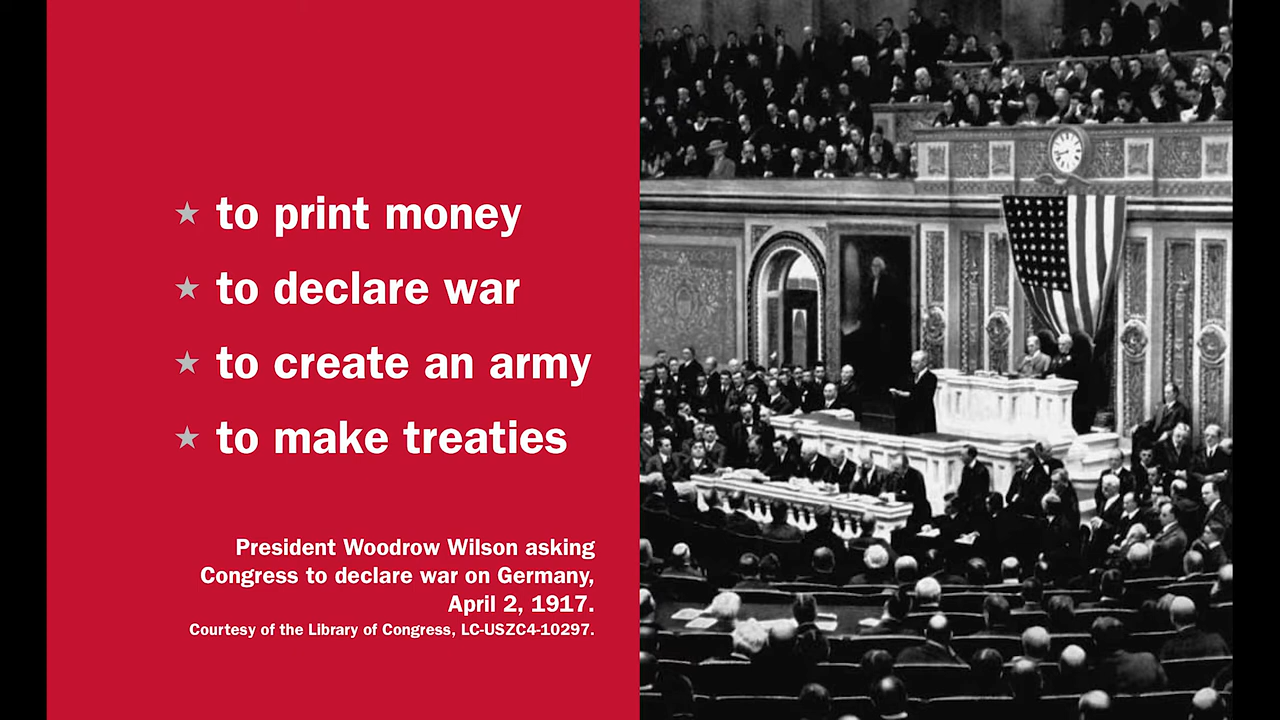 ★ to print money
★ to declare war
★ to create an army
★ to make treaties
President Woodrow Wilson asking
Congress to declare war on Germany,
April 2, 1917.
Courtesy of the Library of Congress, LC-USZC4-10297.